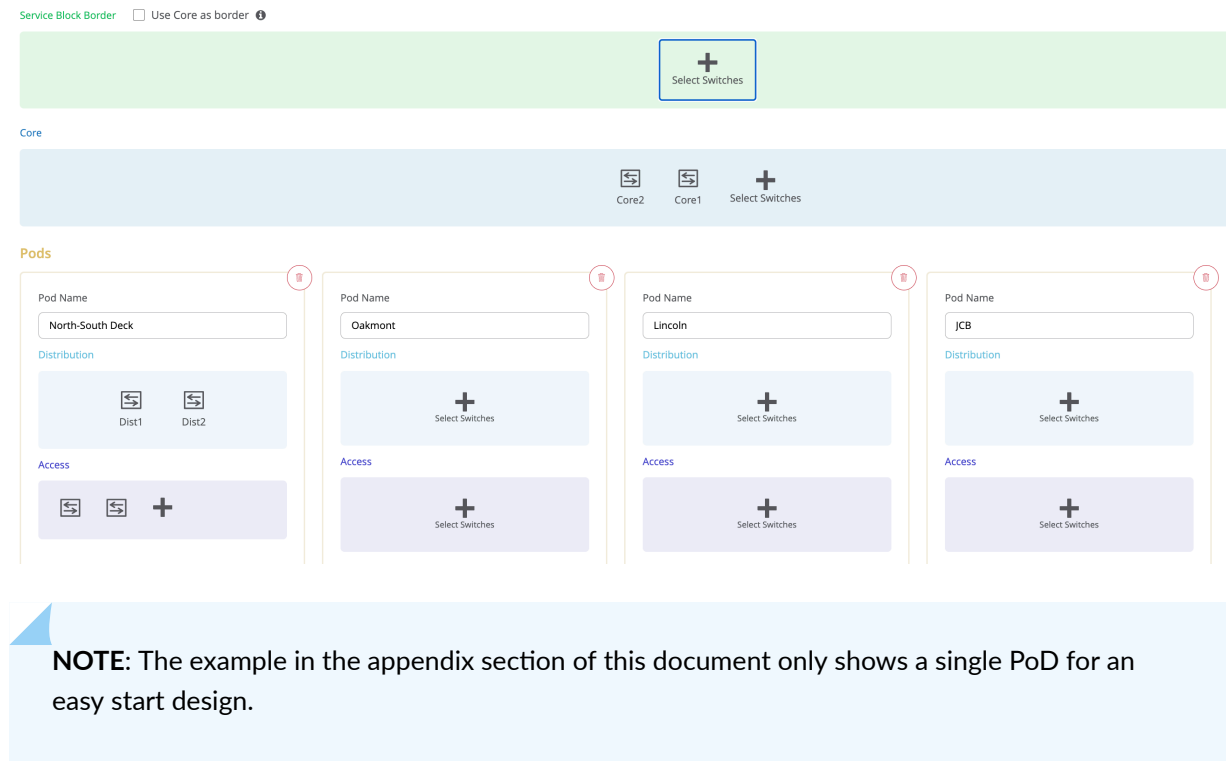 Service Block Border Use Core as border
Select Switches
Core
Core2 Core1 Select Switches
Pods
Pod Name Pod Name Pod Name Pod Name
North-South Deck Oakmont Lincoln JCB
Distribution Distribution Distribution Distribution
Dist1 Dist2 Select Switches Select Switches Select Switches
Access Access Access Access
Select Switches Select Switches Select Switches
NOTE: The example in the appendix section of this document only shows a single PoD for an
easy start design.